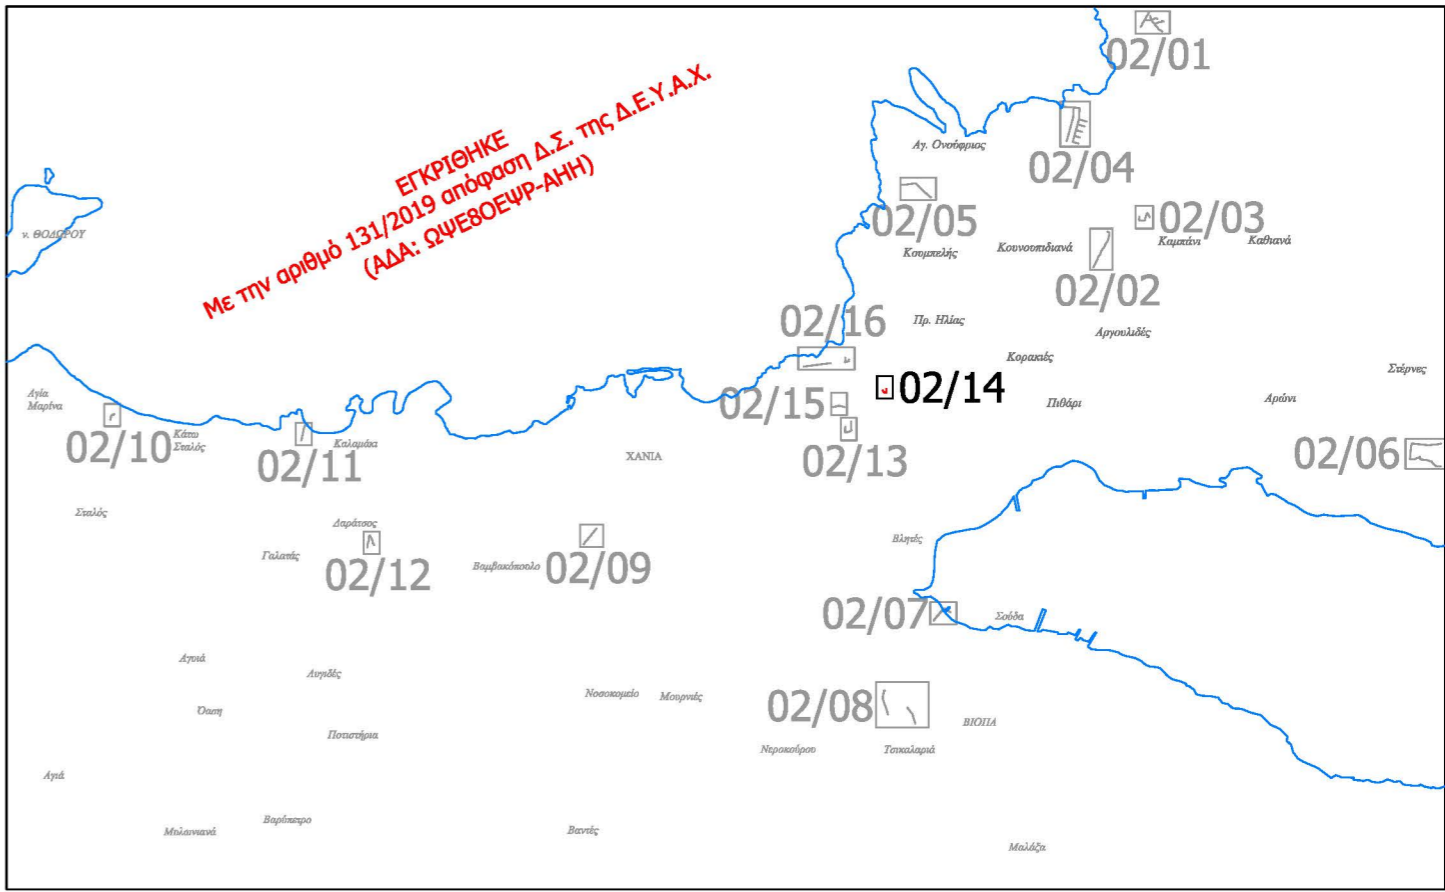 02/01
Αγ. Ονούφριος
02/04
ΕΓΚΡΙΘΗΚΕ
Με την αριθμό 131/2019 απόφαση Δ.Σ. της Δ.Ε.Υ.Α.Χ.
(ΑΔΑ: ΩΨΕ8ΟΕΨΡ-ΑΗΗ)
02/05
02/03
ν. ΘΟΔΩΡΟΥ
Κουμπελής
Κουνουπιδιανά
Καμπάνι
Καθιανά
02/02
02/16
Πρ. Ηλίας
Αργουλιδές
Κορακιές
Στέρνες
Αγία
Μαρίνα
02/15
02/14
Πιθάρι
Αρώνι
02/10
Κάτω
Σταλός
02/11
Καλαμάκι
ΧΑΝΙΑ
02/13
02/06
Σταλός
Δαράτσος
Γαλατάς
02/12
Βαμβακόπουλο
02/09
Βλητές
02/07
Σούδα
Αγυιά
Λυγιδές
Νοσοκομείο
Μουρνιές
Όαση
02/08
ΒΙΟΠΑ
Ποτιστήρια
Νεροκούρου
Τσικαλαριά
Αγιά
Μυλωνιανά
Βαρύπετρο
Βαντές
Μαλάξα